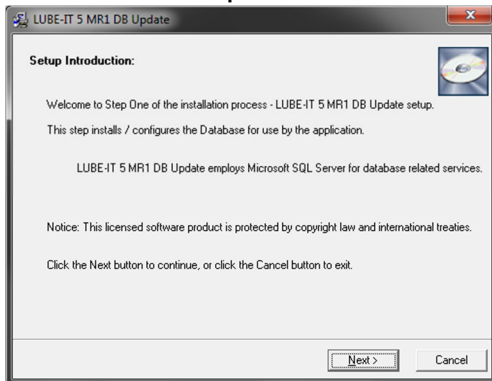 LUBE-IT 5 MR1 DB Update
Setup Introduction:
Welcome to Step One of the installation process - LUBE-IT 5 MR1 DB Update setup.
This step installs / configures the Database for use by the application.
LUBE-IT 5 MR1 DB Update employs Microsoft SQL Server for database related services.
Notice: This licensed software product is protected by copyright law and international treaties.
Click the Next button to continue, or click the Cancel button to exit.
Next > Cancel